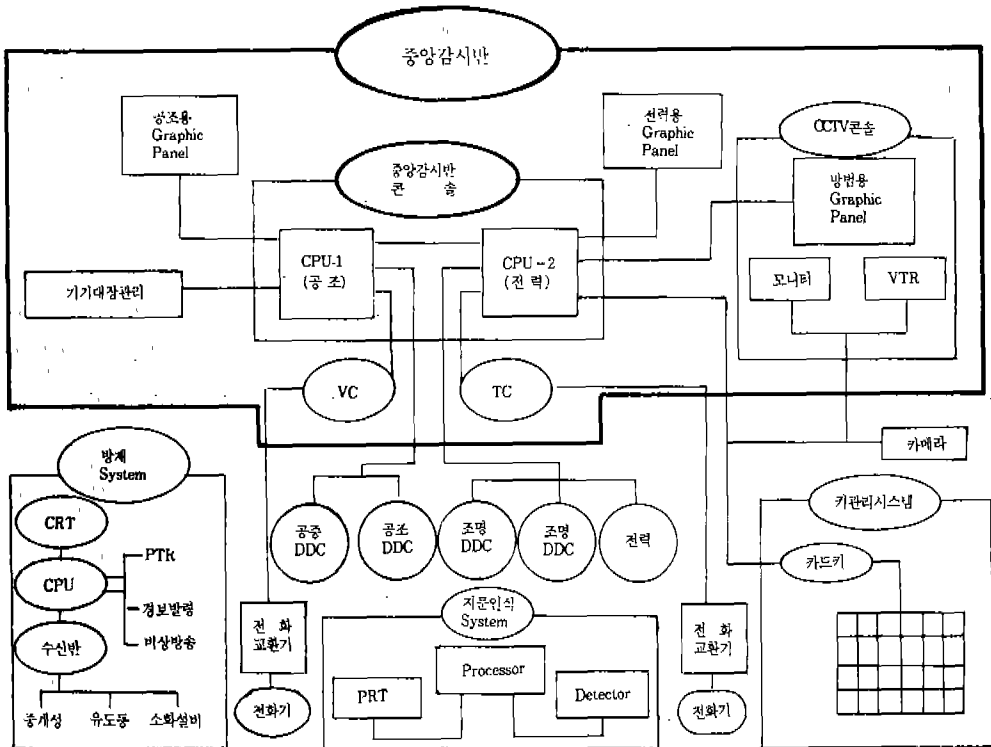 중앙감시반
공조용
Graphic
Panel
전력용
Graphic
Panel
CCTV콘솔
중앙감시반
콘 솔
방범용
Graphic
Panel
CPU-1
(공 조)
CPU-2
(전 력)
기기대장관리
모니터
VTR
VC
TC
카메라
방재
System
키관리시스템
CRT
공중
DDC
공조
DDC
조명
DDC
조명
DDC
전력
카드키
CPU
PTR
경보발령
비상방송
수신반
전 화
교환기
지문인식
System
전 화
교환기
PRT
Processor
Detector
전화기
전화기
중계성
유도등
소화설비